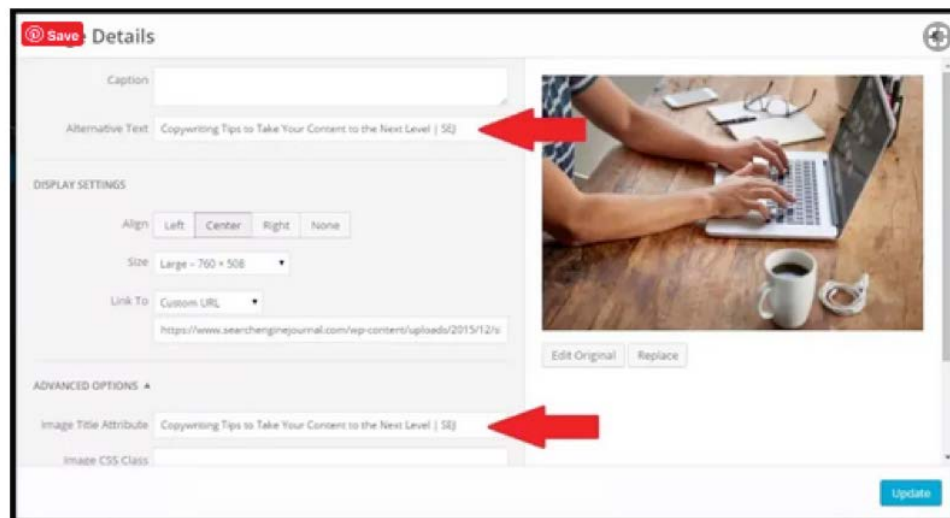 Save
Details
Caption
Alternative Text Copywriting Tips to Take Your Content to the Next Level | SEJ
DISPLAY SETTINGS
Align Left Center Right None
Size Large – 760 × 508
Link To Custom URL
https://www.searchenginejournal.com/wp-content/uploads/2015/12/s
Edit Original Replace
ADVANCED OPTIONS
Image Title Attribute Copywriting Tips to Take Your Content to the Next Level | SEJ
Image CSS Class
Update